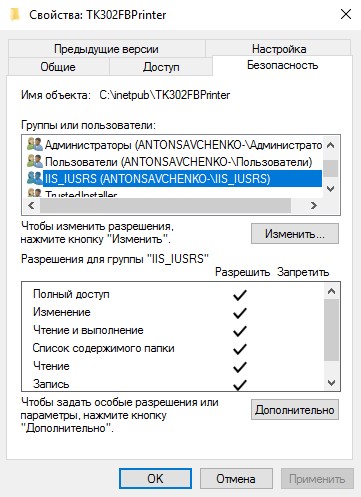 Свойства: TK302FBPrinter
Предыдущие версии
Настройка
Общие
Доступ
Безопасность
Имя объекта: C:\inetpub\TK302FBPrinter
Группы или пользователи:
Администраторы (ANTONSAVCHENKO-\Администрато
Пользователи (ANTONSAVCHENKO-\Пользователи)
IIS_IUSRS (ANTONSAVCHENKO-\IIS_IUSRS)
TrustedInstaller
Чтобы изменить разрешения,
нажмите кнопку "Изменить".
Изменить...
Разрешения для группы "IIS_IUSRS"
Разрешить
Запретить
Полный доступ
Изменение
Чтение и выполнение
Список содержимого папки
Чтение
Запись
Чтобы задать особые разрешения или
параметры, нажмите кнопку
"Дополнительно".
Дополнительно
OK
Отмена
Применить